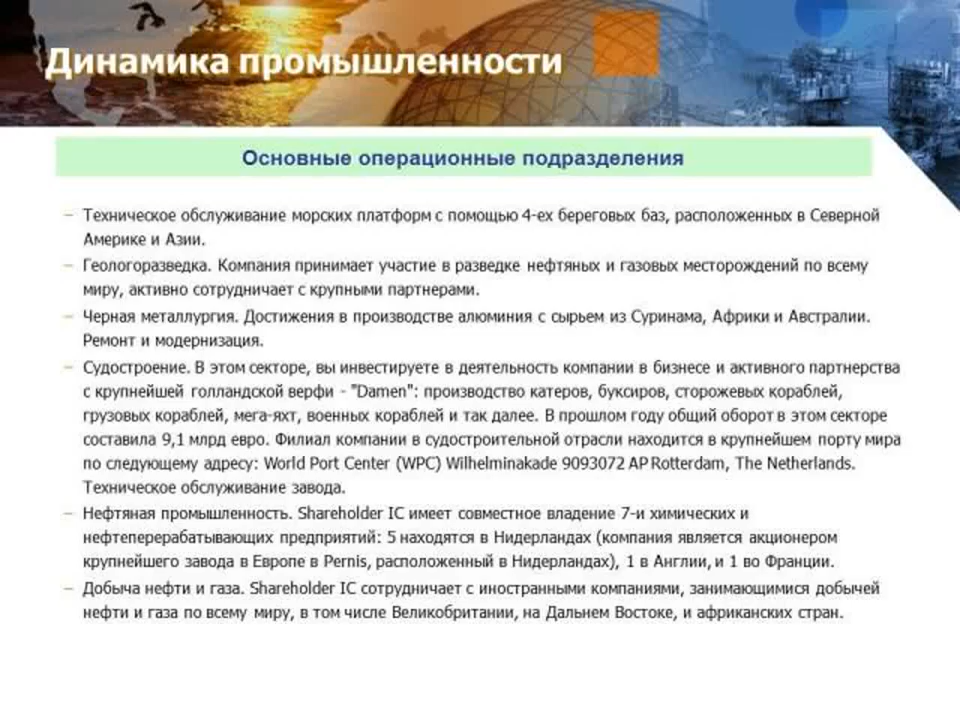 Динамика промышленности
Основные операционные подразделения
– Техническое обслуживание морских платформ с помощью 4-ех береговых баз, расположенных в Северной
Америке и Азии.
– Геологоразведка. Компания принимает участие в разведке нефтяных и газовых месторождений по всему
миру, активно сотрудничает с крупными партнерами.
– Черная металлургия. Достижения в производстве алюминия с сырьем из Суринама, Африки и Австралии.
Ремонт и модернизация.
– Судостроение. В этом секторе, вы инвестируете в деятельность компании в бизнесе и активного партнерства
с крупнейшей голландской верфи - "Damen": производство катеров, буксиров, сторожевых кораблей,
грузовых кораблей, мега-яхт, военных кораблей и так далее. В прошлом году общий оборот в этом секторе
составила 9,1 млрд евро. Филиал компании в судостроительной отрасли находится в крупнейшем порту мира
по следующему адресу: World Port Center (WPC) Wilhelminakade 9093072 AP Rotterdam, The Netherlands.
Техническое обслуживание завода.
– Нефтяная промышленность. Shareholder IC имеет совместное владение 7-и химических и
нефтеперерабатывающих предприятий: 5 находятся в Нидерландах (компания является акционером
крупнейшего завода в Европе в Pernis, расположенный в Нидерландах), 1 в Англии, и 1 во Франции.
– Добыча нефти и газа. Shareholder IC сотрудничает с иностранными компаниями, занимающимися добычей
нефти и газа по всему миру, в том числе Великобритании, на Дальнем Востоке, и африканских стран.